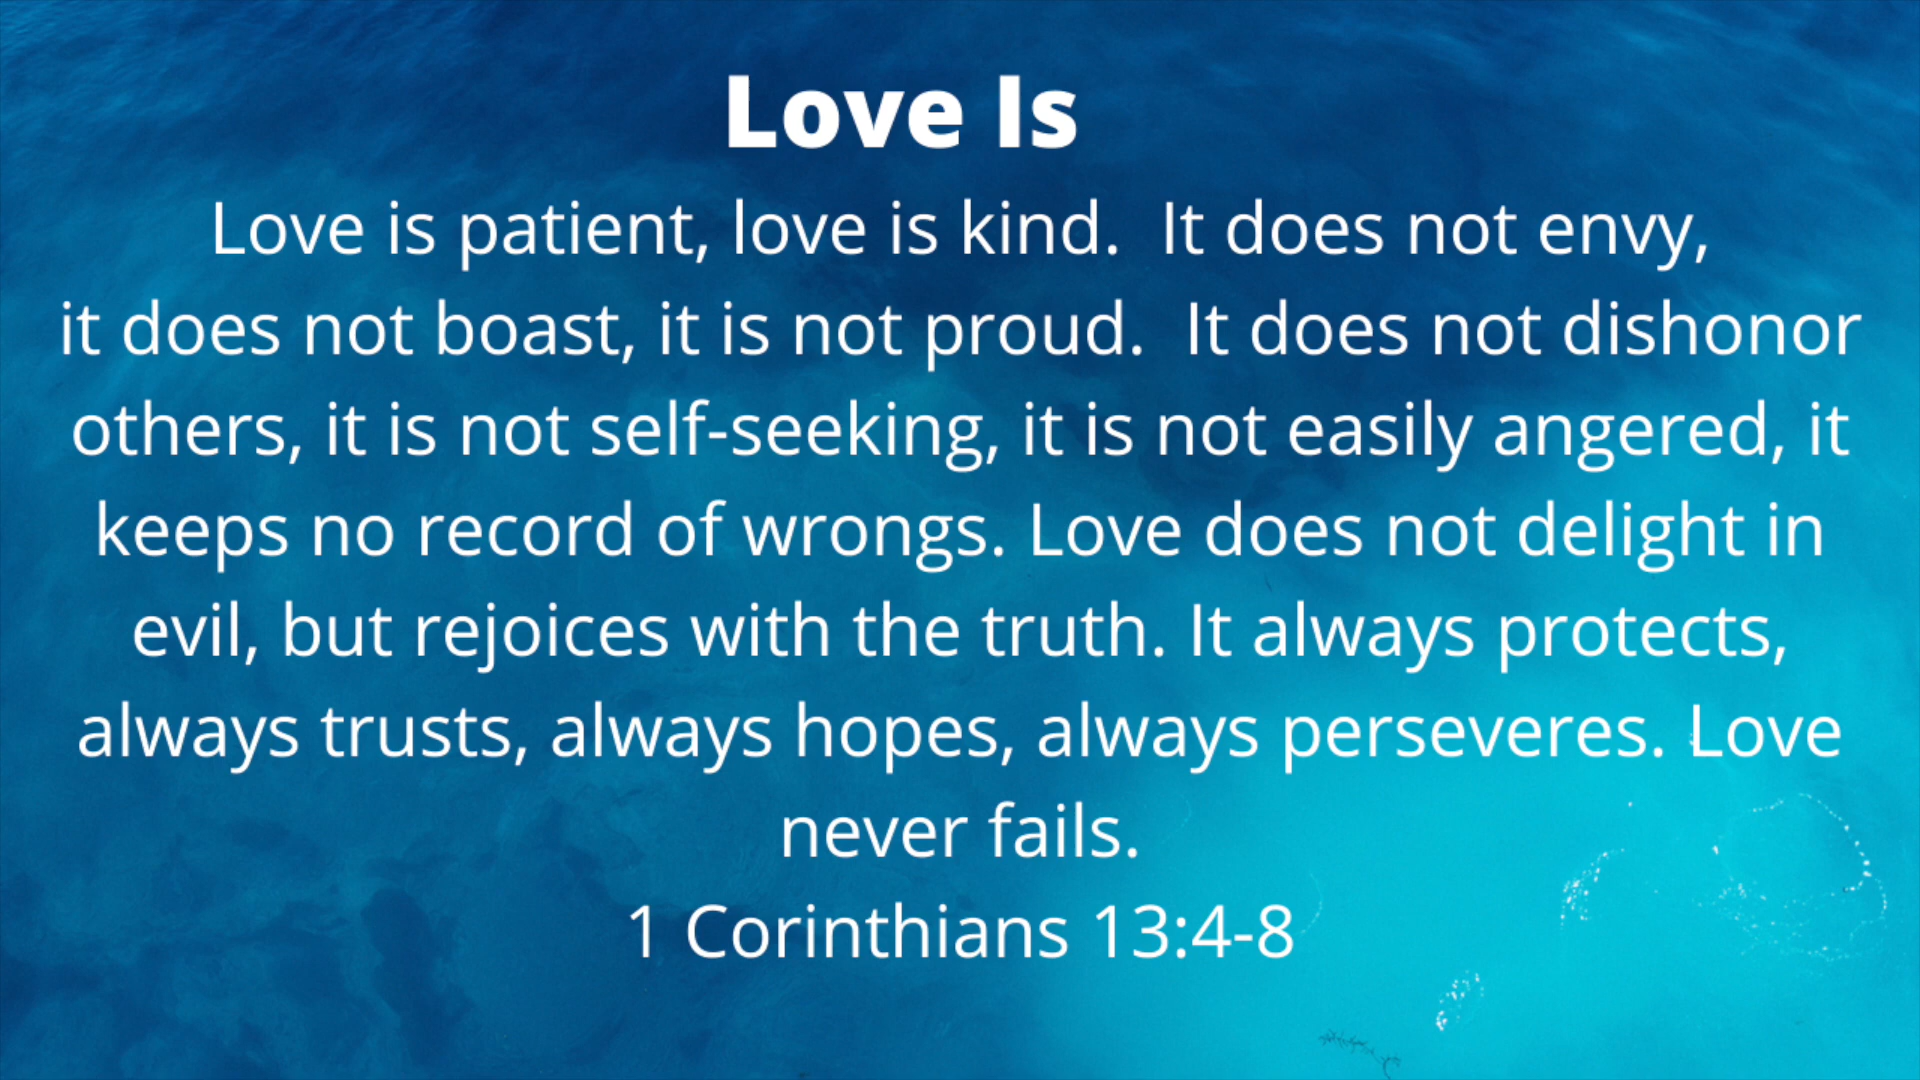 Love Is
Love is patient, love is kind.  It does not envy,
it does not boast, it is not proud.  It does not dishonor
others, it is not self-seeking, it is not easily angered, it
keeps no record of wrongs. Love does not delight in
evil, but rejoices with the truth. It always protects,
always trusts, always hopes, always perseveres. Love
never fails.
1 Corinthians 13:4-8